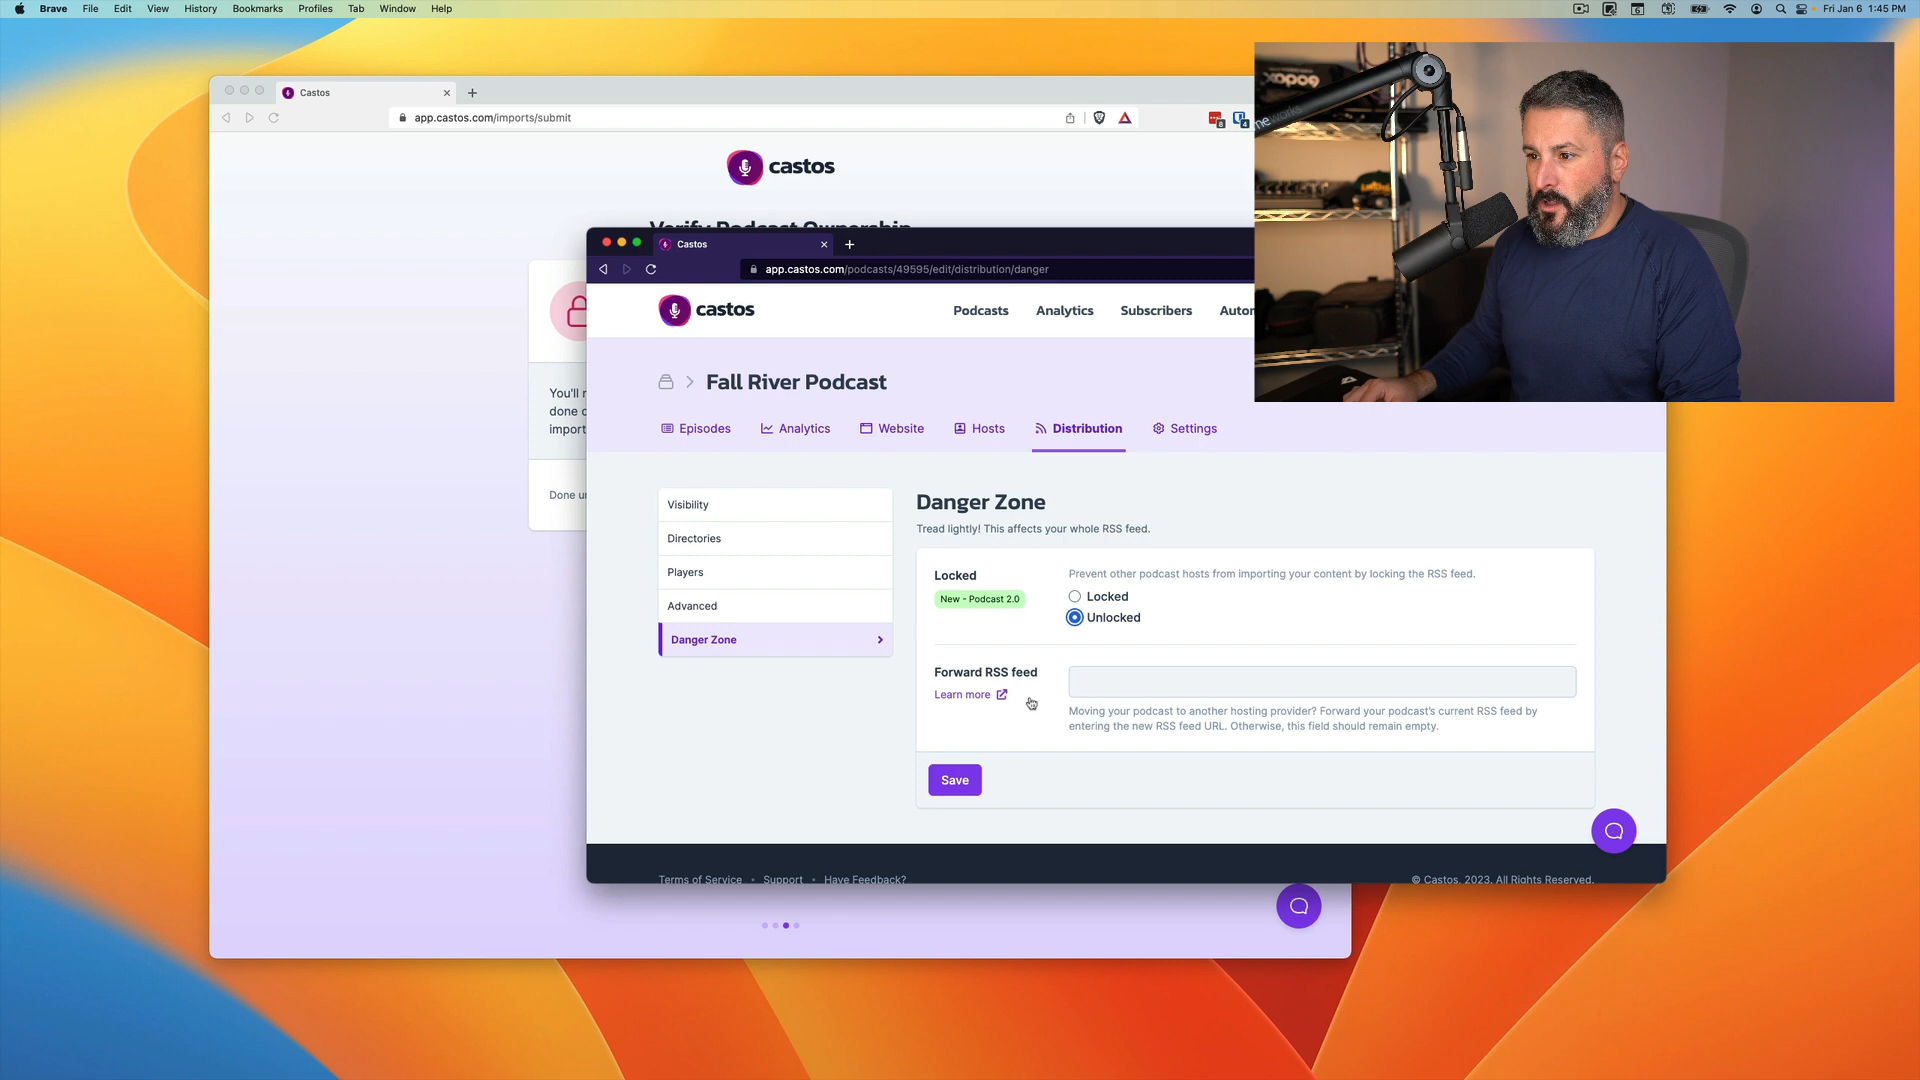 Brave File Edit View History Bookmarks Profiles Tab Window Help
Fri Jan 6 1:45 PM
Castos
app.castos.com/imports/submit
8
4
castos
Verify Podcast Ownership
You'll
done
import
Done
Castos
app.castos.com/podcasts/49595/edit/distribution/danger
castos
Podcasts Analytics Subscribers Autor
Fall River Podcast
Episodes Analytics Website Hosts Distribution Settings
Visibility
Directories
Players
Advanced
Danger Zone
Danger Zone
Tread lightly! This affects your whole RSS feed.
Locked
New - Podcast 2.0
Prevent other podcast hosts from importing your content by locking the RSS feed.
Locked
Unlocked
Forward RSS feed
Learn more
Moving your podcast to another hosting provider? Forward your podcast's current RSS feed by
entering the new RSS feed URL. Otherwise, this field should remain empty.
Save
Terms of Service • Support • Have Feedback?
© Castos, 2023. All Rights Reserved.